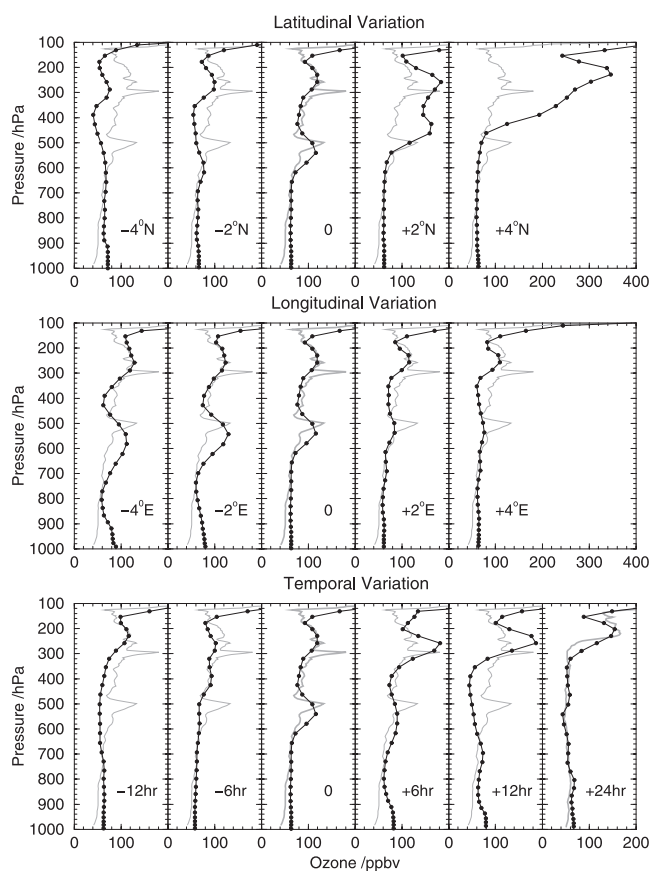 Latitudinal Variation
Pressure /hPa
100
200
300
400
500
600
700
800
900
1000
−4°N
−2°N
0
+2°N
+4°N
0 100 0 100 0 100 0 100 0 100 200 300 400
Longitudinal Variation
Pressure /hPa
100
200
300
400
500
600
700
800
900
1000
−4°E
−2°E
0
+2°E
+4°E
0 100 0 100 0 100 0 100 0 100 200 300 400
Temporal Variation
Pressure /hPa
100
200
300
400
500
600
700
800
900
1000
−12hr
−6hr
0
+6hr
+12hr
+24hr
0 100 0 100 0 100 0 100 0 100 0 100 200
Ozone /ppbv